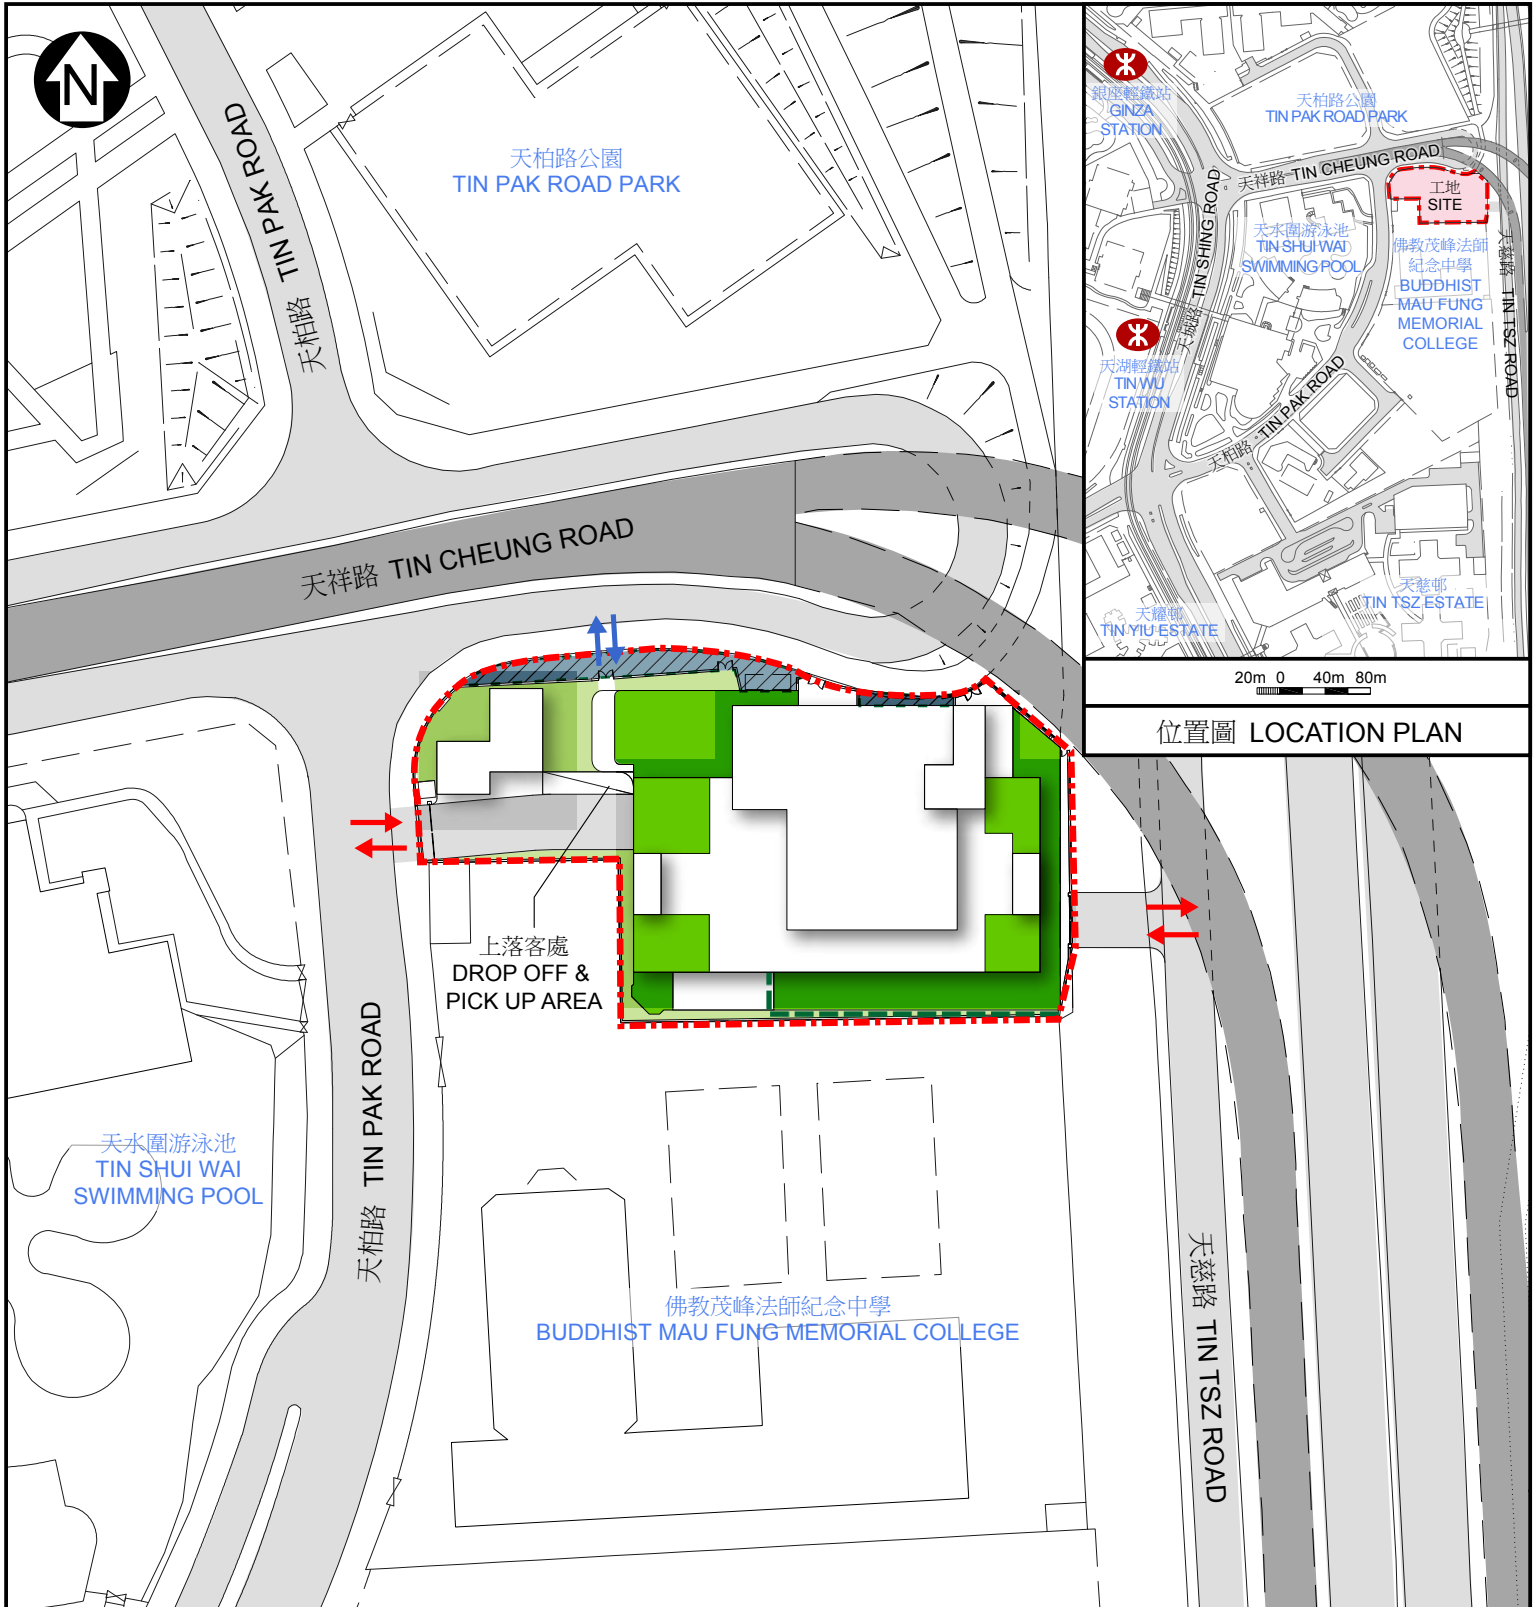 N
天柏路 TIN PAK ROAD
天柏路公園
TIN PAK ROAD PARK
天祥路 TIN CHEUNG ROAD
上落客處
DROP OFF &
PICK UP AREA
天柏路 TIN PAK ROAD
天水圍游泳池
TIN SHUI WAI
SWIMMING POOL
佛教茂峰法師紀念中學
BUDDHIST MAU FUNG MEMORIAL COLLEGE
天慈路 TIN TSZ ROAD
銀座輕鐵站
GINZA
STATION
天柏路公園
TIN PAK ROAD PARK
天祥路 TIN CHEUNG ROAD
工地
SITE
天城路 TIN SHING ROAD
天水圍游泳池
TIN SHUI WAI
SWIMMING POOL
佛教茂峰法師
紀念中學
BUDDHIST
MAU FUNG
MEMORIAL
COLLEGE
天慈路 TIN TSZ ROAD
天湖輕鐵站
TIN WU
STATION
天柏路 TIN PAK ROAD
天慈邨
TIN TSZ ESTATE
天耀邨
TIN YIU ESTATE
20m 0 40m 80m
位置圖 LOCATION PLAN